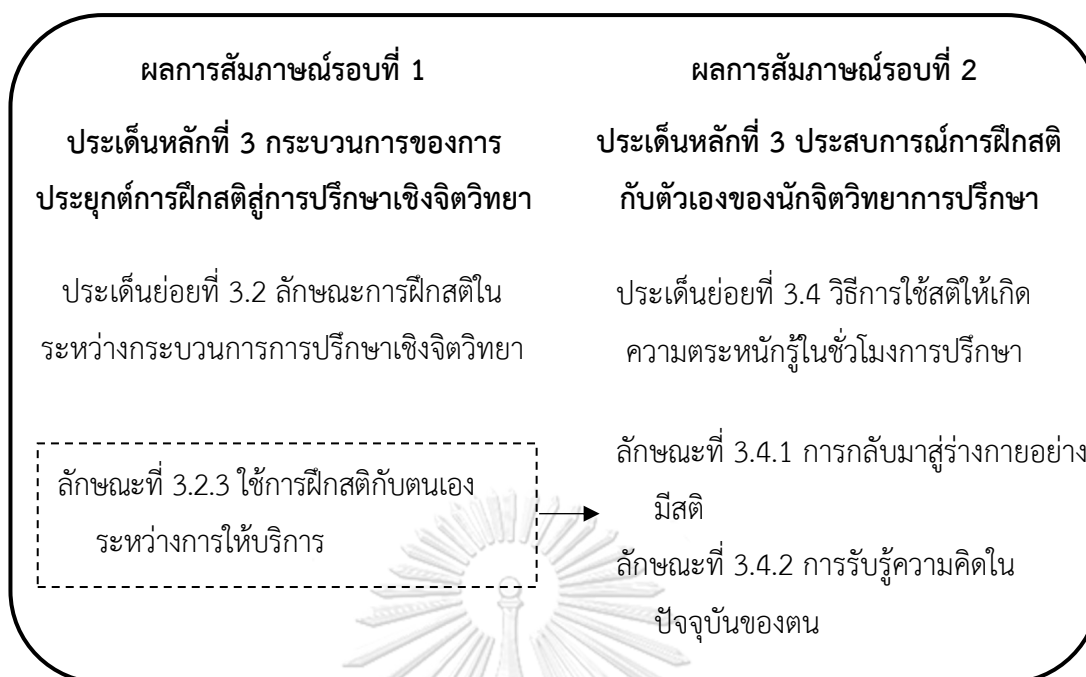 ผลการสัมภาษณ์รอบที่ 1
ประเด็นหลักที่ 3 กระบวนการของการ
ประยุกต์การฝึกสติสู่การปรึกษาเชิงจิตวิทยา
ประเด็นย่อยที่ 3.2 ลักษณะการฝึกสติใน
ระหว่างกระบวนการการปรึกษาเชิงจิตวิทยา
ลักษณะที่ 3.2.3 ใช้การฝึกสติกับตนเอง
ระหว่างการให้บริการ
ผลการสัมภาษณ์รอบที่ 2
ประเด็นหลักที่ 3 ประสบการณ์การฝึกสติ
กับตัวเองของนักจิตวิทยาการปรึกษา
ประเด็นย่อยที่ 3.4 วิธีการใช้สติให้เกิด
ความตระหนักรู้ในชั่วโมงการปรึกษา
ลักษณะที่ 3.4.1 การกลับมาสู่ร่างกายอย่าง
มีสติ
ลักษณะที่ 3.4.2 การรับรู้ความคิดใน
ปัจจุบันของตน